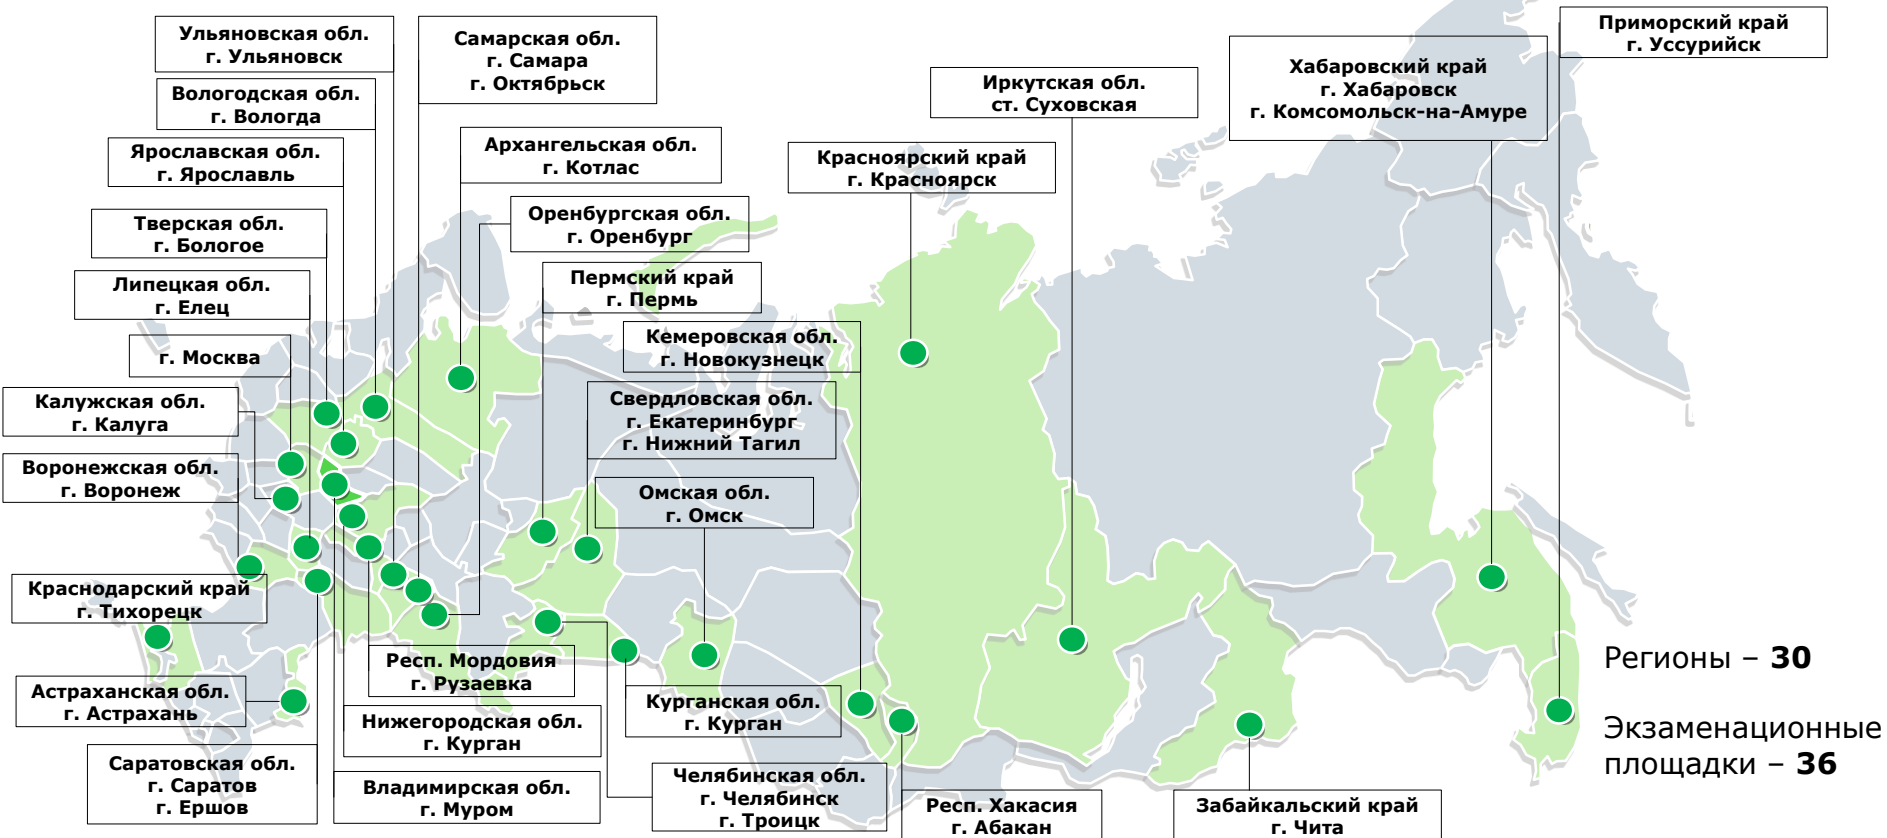 Ульяновская обл.
г. Ульяновск
Самарская обл.
г. Самара
г. Октябрьск
Вологодская обл.
г. Вологда
Ярославская обл.
г. Ярославль
Архангельская обл.
г. Котлас
Тверская обл.
г. Бологое
Оренбургская обл.
г. Оренбург
Липецкая обл.
г. Елец
Пермский край
г. Пермь
г. Москва
Кемеровская обл.
г. Новокузнецк
Калужская обл.
г. Калуга
Свердловская обл.
г. Екатеринбург
г. Нижний Тагил
Воронежская обл.
г. Воронеж
Омская обл.
г. Омск
Краснодарский край
г. Тихорецк
Респ. Мордовия
г. Рузаевка
Астраханская обл.
г. Астрахань
Нижегородская обл.
г. Курган
Курганская обл.
г. Курган
Саратовская обл.
г. Саратов
г. Ершов
Владимирская обл.
г. Муром
Челябинская обл.
г. Челябинск
г. Троицк
Респ. Хакасия
г. Абакан
Забайкальский край
г. Чита
Красноярский край
г. Красноярск
Иркутская обл.
ст. Суховская
Хабаровский край
г. Хабаровск
г. Комсомольск-на-Амуре
Приморский край
г. Уссурийск
Регионы – 30
Экзаменационные
площадки – 36